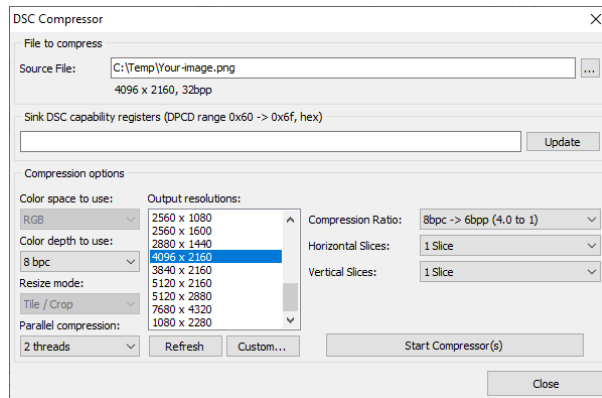 DSC Compressor
File to compress
Source File:
C:\Temp\Your-image.png
...
4096 x 2160, 32bpp
Sink DSC capability registers (DPCD range 0x60 -> 0x6f, hex)
Update
Compression options
Color space to use:
RGB
Color depth to use:
8 bpc
Resize mode:
Tile / Crop
Parallel compression:
2 threads
Output resolutions:
2560 x 1080
2560 x 1600
2880 x 1440
4096 x 2160
3840 x 2160
5120 x 2160
5120 x 2880
7680 x 4320
1080 x 2280
Refresh
Custom...
Compression Ratio:
8bpc -> 6bpp (4.0 to 1)
Horizontal Slices:
1 Slice
Vertical Slices:
1 Slice
Start Compressor(s)
Close